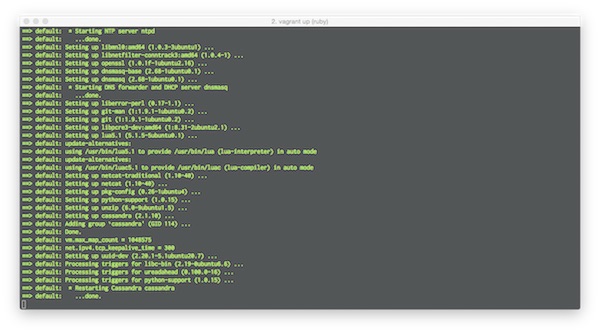 2. vagrant up (ruby)
==> default:  * Starting NTP server ntpd
==> default:    ...done.
==> default: Setting up libmnl0:amd64 (1.0.3-3ubuntu1) ...
==> default: Setting up libnetfilter-conntrack3:amd64 (1.0.4-1) ...
==> default: Setting up openssl (1.0.1f-1ubuntu2.16) ...
==> default: Setting up dnsmasq-base (2.68-1ubuntu0.1) ...
==> default: Setting up dnsmasq (2.68-1ubuntu0.1) ...
==> default:  * Starting DNS forwarder and DHCP server dnsmasq
==> default:    ...done.
==> default: Setting up liberror-perl (0.17-1.1) ...
==> default: Setting up git-man (1:1.9.1-1ubuntu0.2) ...
==> default: Setting up git (1:1.9.1-1ubuntu0.2) ...
==> default: Setting up libpcre3-dev:amd64 (1:8.31-2ubuntu2.1) ...
==> default: Setting up lua5.1 (5.1.5-5ubuntu0.1) ...
==> default: update-alternatives:
==> default: using /usr/bin/lua5.1 to provide /usr/bin/lua (lua-interpreter) in auto mode
==> default: update-alternatives:
==> default: using /usr/bin/luac5.1 to provide /usr/bin/luac (lua-compiler) in auto mode
==> default: Setting up netcat-traditional (1.10-40) ...
==> default: Setting up netcat (1.10-40) ...
==> default: Setting up pkg-config (0.26-1ubuntu4) ...
==> default: Setting up python-support (1.0.15) ...
==> default: Setting up unzip (6.0-9ubuntu1.5) ...
==> default: Setting up cassandra (2.1.10) ...
==> default: Adding group `cassandra' (GID 114) ...
==> default: Done.
==> default: vm.max_map_count = 1048575
==> default: net.ipv4.tcp_keepalive_time = 300
==> default: Setting up uuid-dev (2.20.1-5.1ubuntu20.7) ...
==> default: Processing triggers for libc-bin (2.19-0ubuntu6.6) ...
==> default: Processing triggers for ureadahead (0.100.0-16) ...
==> default: Processing triggers for python-support (1.0.15) ...
==> default:  * Restarting Cassandra cassandra
==> default:    ...done.